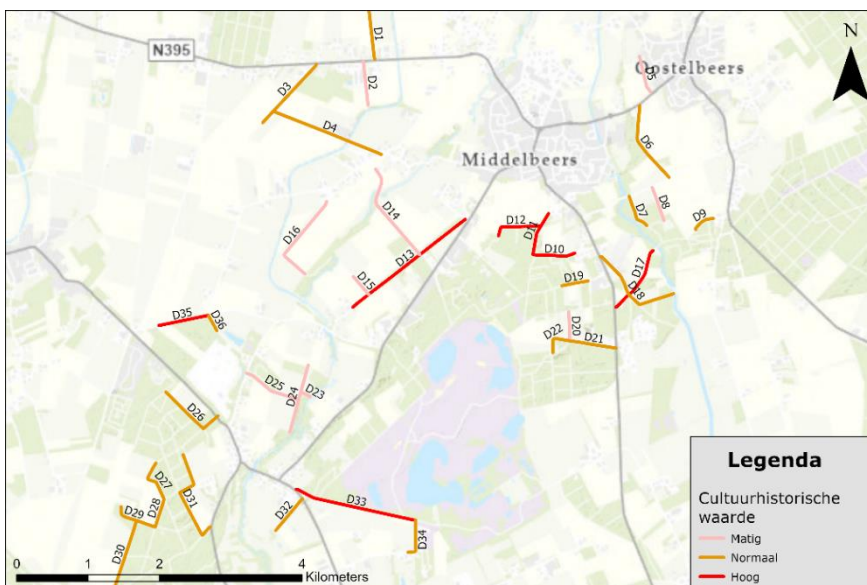 N395
D1
N
Oostelbeers
D5
D3
D2
D4
D6
Middelbeers
D8
D7
D9
D14
D16
D12
D11
D10
D13
D17
D15
D19
D18
D35
D36
D20
D22
D21
D25
D24
D23
D26
D27
D28
D31
D29
D30
D32
D33
D34
Legenda
Cultuurhistorische
waarde
Matig
Normaal
Hoog
0 1 2 4
Kilometers